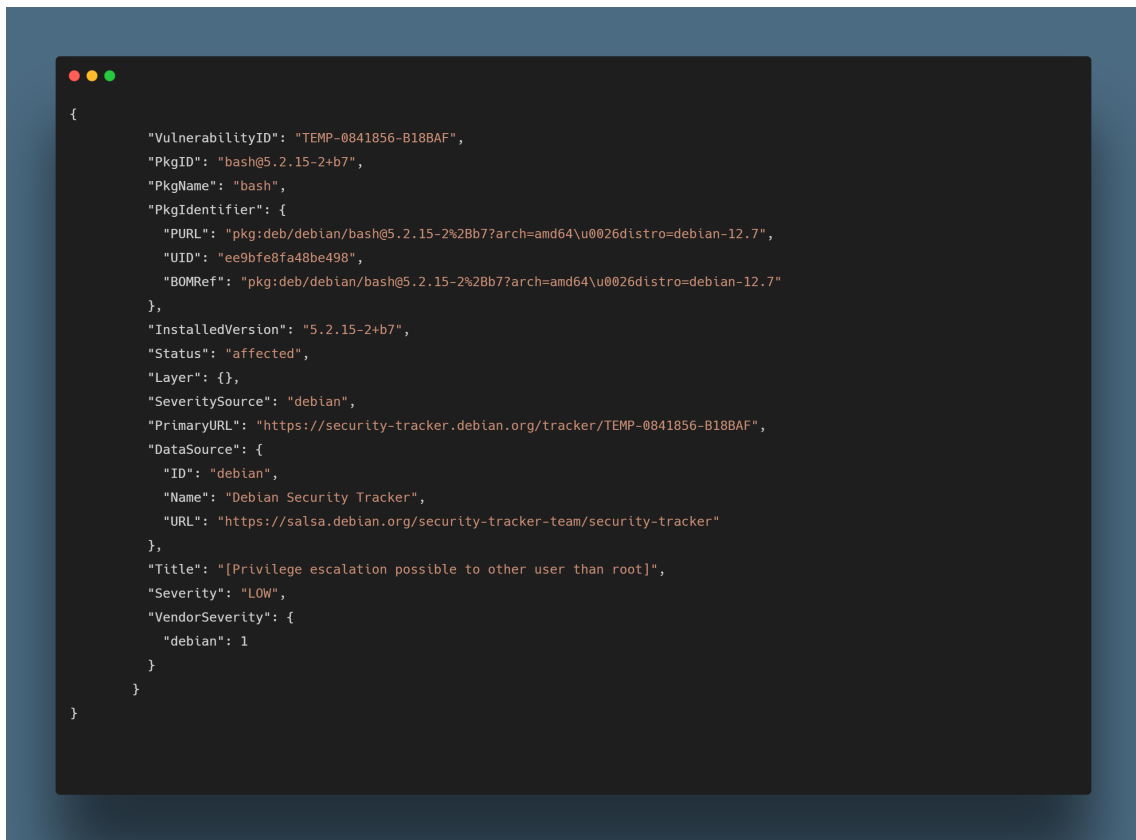 {
"VulnerabilityID": "TEMP-0841856-B18BAF",
"PkgID": "bash@5.2.15-2+b7",
"PkgName": "bash",
"PkgIdentifier": {
"PURL": "pkg:deb/debian/bash@5.2.15-2%2Bb7?arch=amd64\u0026distro=debian-12.7",
"UID": "ee9bfe8fa48be498",
"BOMRef": "pkg:deb/debian/bash@5.2.15-2%2Bb7?arch=amd64\u0026distro=debian-12.7"
},
"InstalledVersion": "5.2.15-2+b7",
"Status": "affected",
"Layer": {},
"SeveritySource": "debian",
"PrimaryURL": "https://security-tracker.debian.org/tracker/TEMP-0841856-B18BAF",
"DataSource": {
"ID": "debian",
"Name": "Debian Security Tracker",
"URL": "https://salsa.debian.org/security-tracker-team/security-tracker"
},
"Title": "[Privilege escalation possible to other user than root]",
"Severity": "LOW",
"VendorSeverity": {
"debian": 1
}
}
}